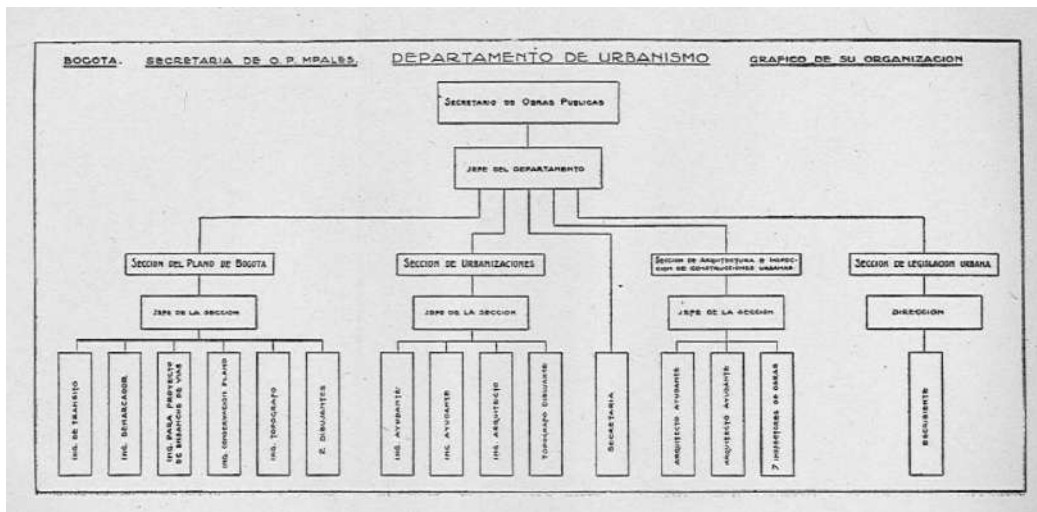 BOGOTA. SECRETARIA DE O. P. MPALES. DEPARTAMENTO DE URBANISMO GRAFICO DE SU ORGANIZACION
SECRETARIO DE OBRAS PUBLICAS
JEFE DEL DEPARTAMENTO
SECCION DEL PLANO DE BOGOTA
SECCION DE URBANIZACIONES
SECCION DE ARQUITECTURA E INSPEC-
CION DE CONSTRUCCIONES URBANAS
SECCION DE LEGISLACION URBANA
JEFE DE LA SECCION
JEFE DE LA SECCION
JEFE DE LA SECCION
DIRECCION
ING. DE TRANSITO
ING. DEMARCADOR
ING. PARA PROYECTO
DE ENSANCHE DE VIAS
ING. CONSERVACION PLANO
ING. TOPOGRAFO
2 DIBUJANTES
ING. AYUDANTE
ING. AYUDANTE
ING. ARQUITECTO
TOPOGRAFO DIBUJANTE
SECRETARIA
ARQUITECTO AYUDANTE
ARQUITECTO AYUDANTE
7 INSPECTORES DE OBRAS
ESCRIBIENTE